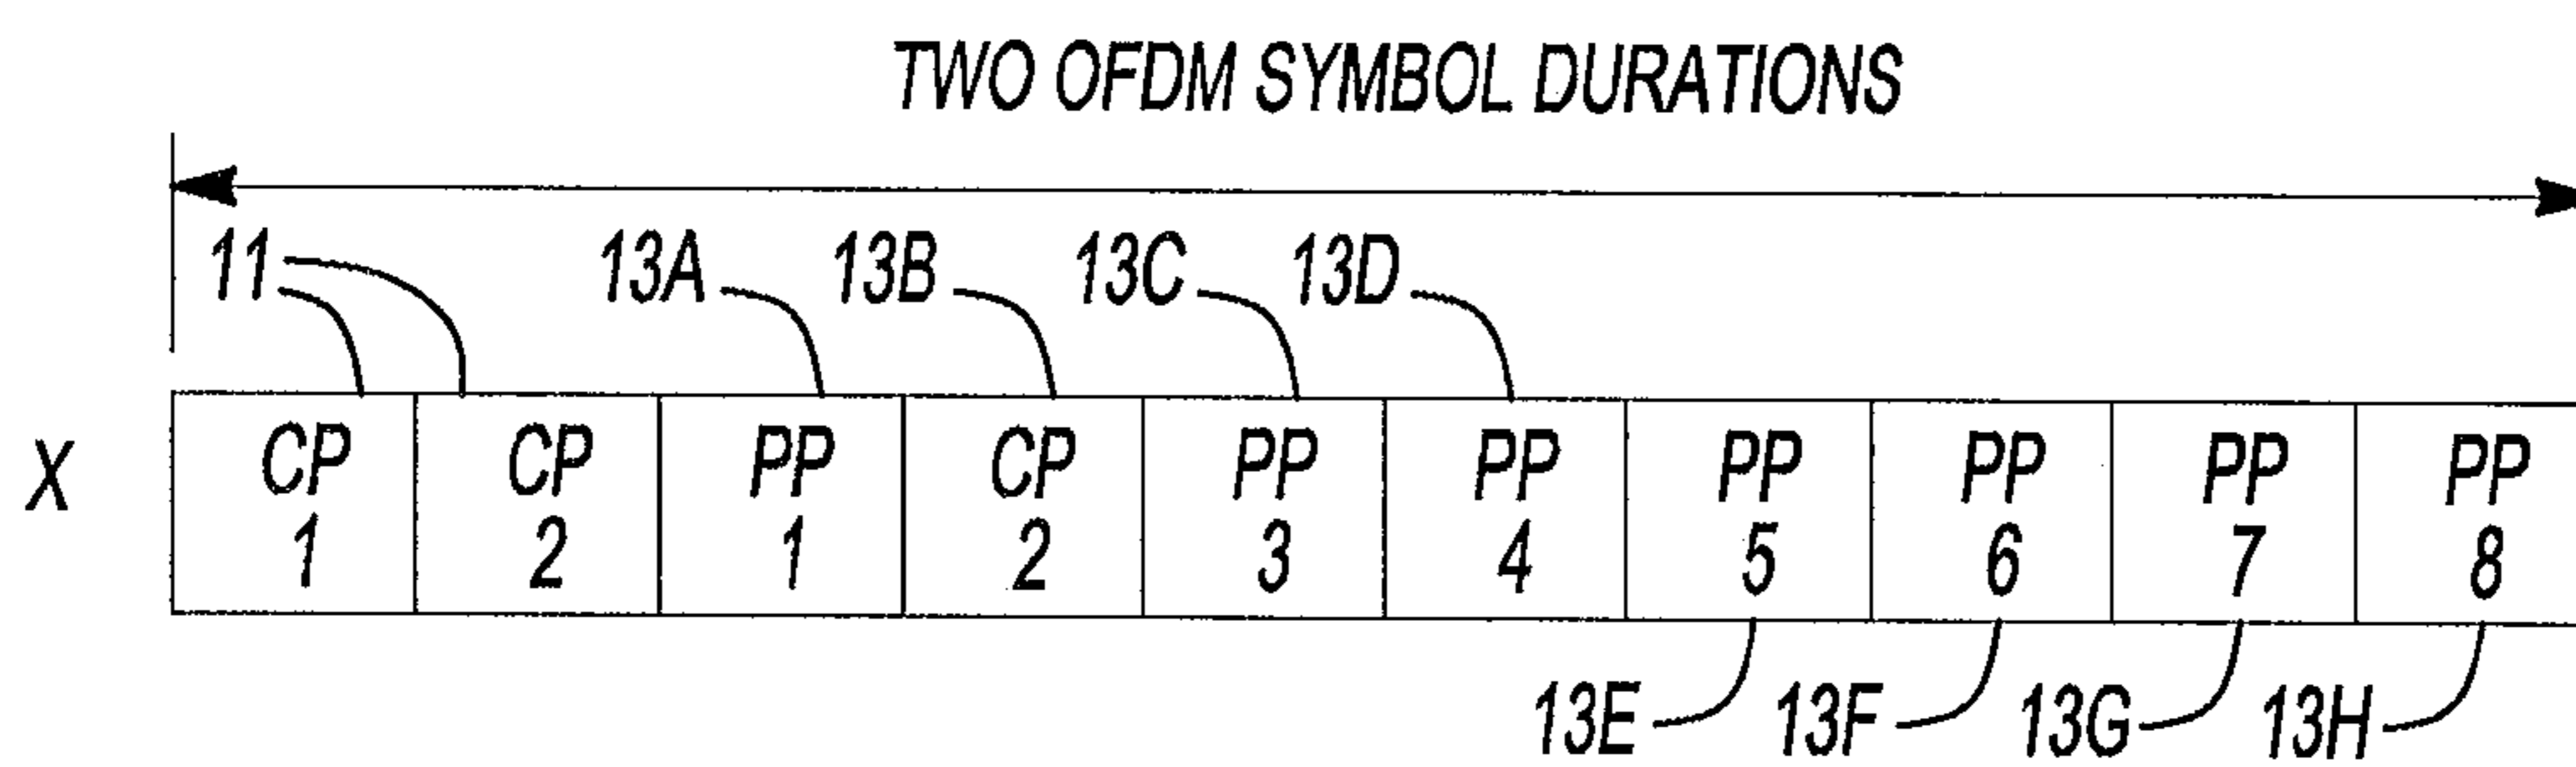 TWO OFDM SYMBOL DURATIONS
11 13A 13B 13C 13D
X CP CP PP CP PP PP PP PP PP PP
1 2 1 2 3 4 5 6 7 8
13E 13F 13G 13H